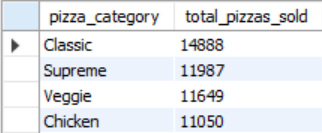 pizza_category total_pizzas_sold
Classic 14888
Supreme 11987
Veggie 11649
Chicken 11050